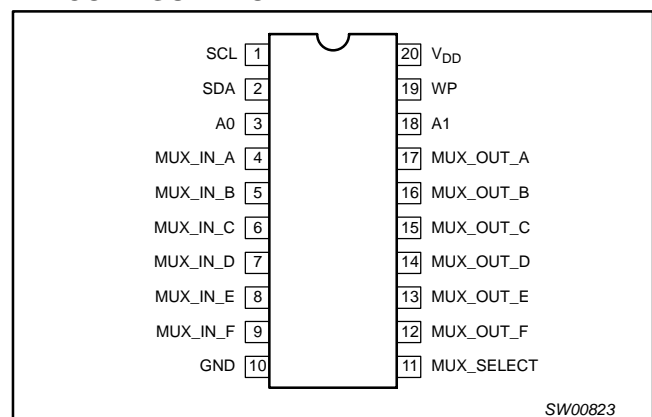 SCL 1 20 VDD
SDA 2 19 WP
A0 3 18 A1
MUX_IN_A 4 17 MUX_OUT_A
MUX_IN_B 5 16 MUX_OUT_B
MUX_IN_C 6 15 MUX_OUT_C
MUX_IN_D 7 14 MUX_OUT_D
MUX_IN_E 8 13 MUX_OUT_E
MUX_IN_F 9 12 MUX_OUT_F
GND 10 11 MUX_SELECT
SW00823